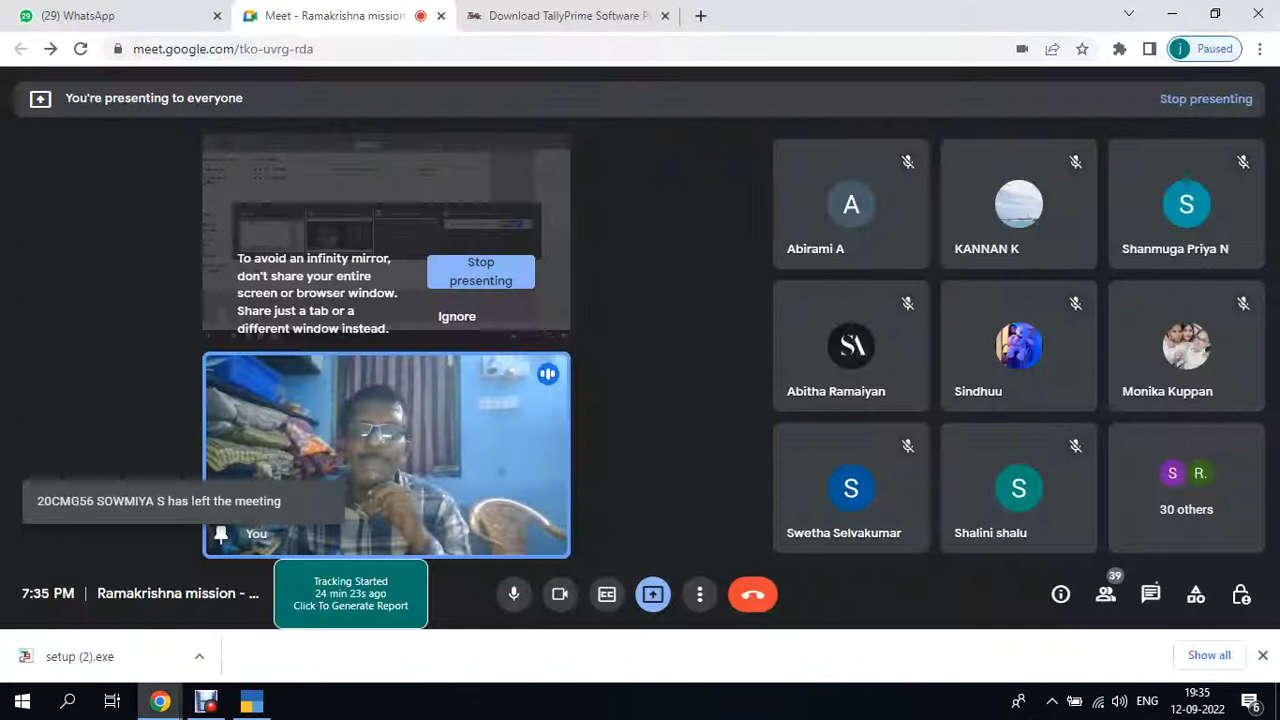 (29) WhatsApp
Meet - Ramakrishna mission
Download TallyPrime Software
meet.google.com/tko-uvrg-rda
j
Paused
You're presenting to everyone
Stop presenting
To avoid an infinity mirror,
don't share your entire
screen or browser window.
Share just a tab or a
different window instead.
Stop
presenting
Ignore
A
Abirami A
KANNAN K
S
Shanmuga Priya N
SA
Abitha Ramaiyan
Sindhuu
Monika Kuppan
S
Swetha Selvakumar
S
Shalini shalu
S R.
30 others
20CMG56 SOWMIYA S has left the meeting
You
7:35 PM
Ramakrishna mission - ...
Tracking Started
24 min 23s ago
Click To Generate Report
CC
39
setup (2).exe
Show all
ENG
19:35
12-09-2022
6